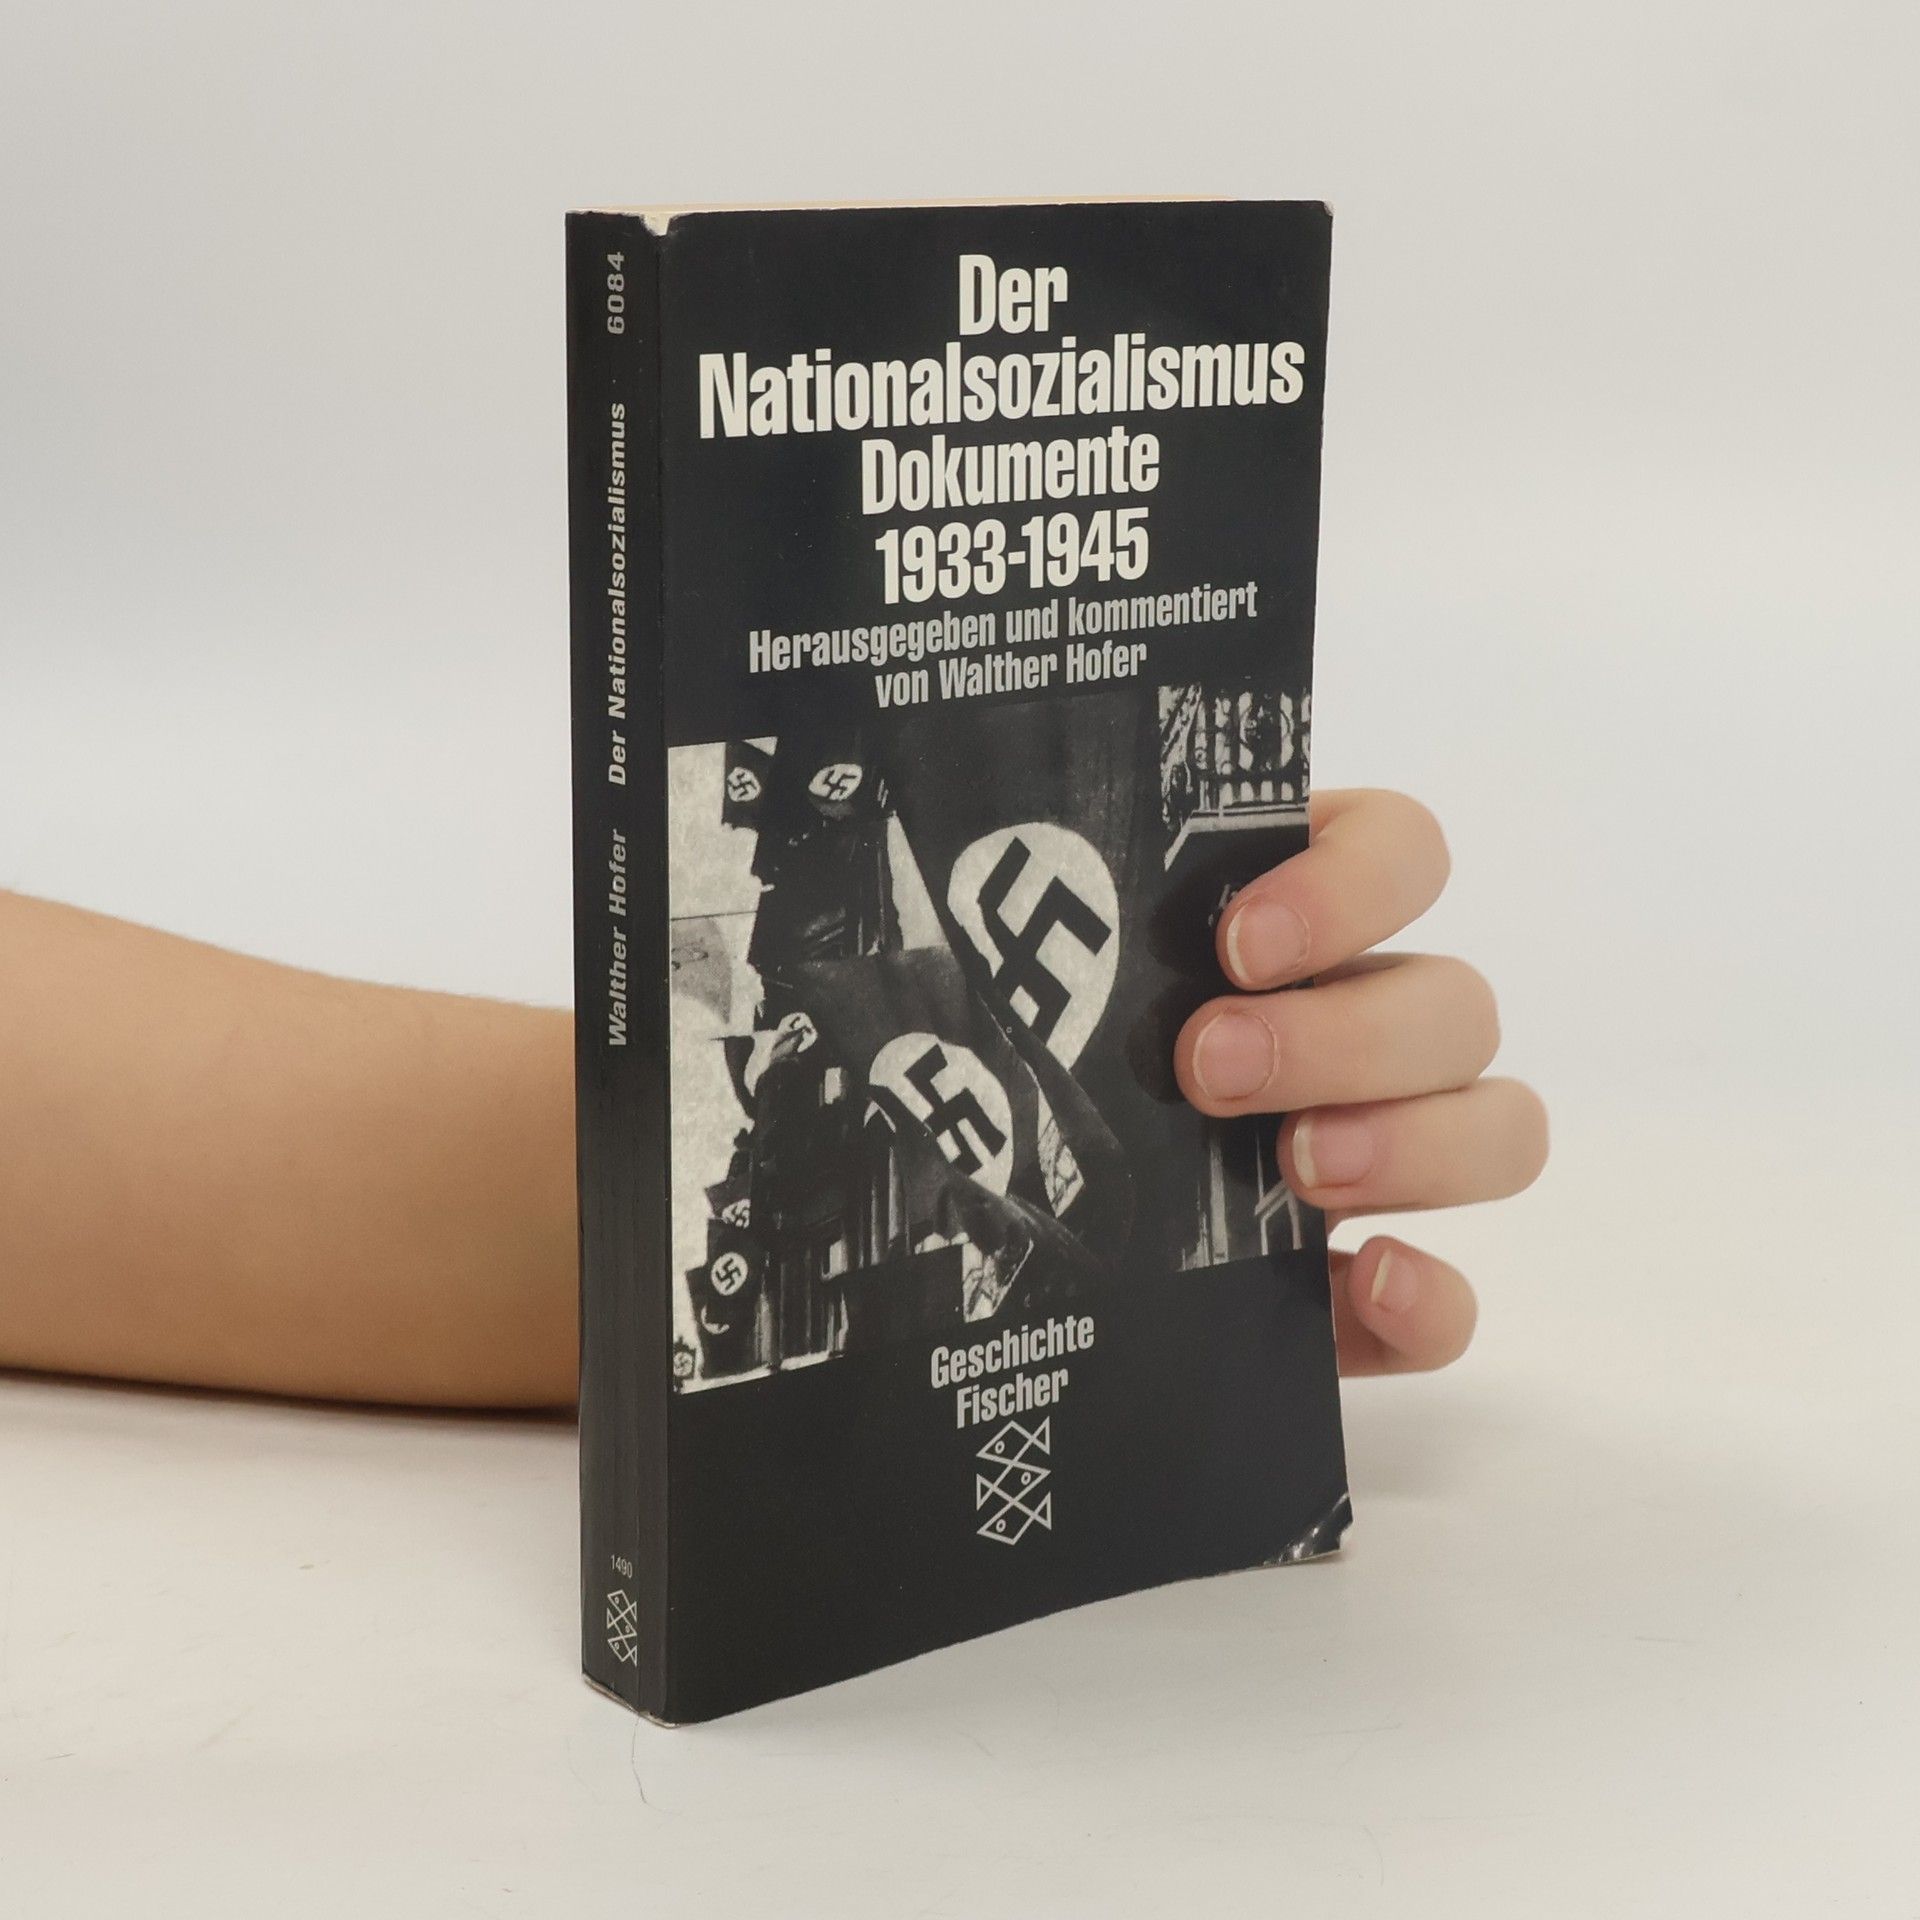 Der
Nationalsozialismus
Dokumente
1933-1945
Herausgegeben und kommentiert
von Walther Hofer
Geschichte
Fischer
Walther Hofer Der Nationalsozialismus · 6084
1490